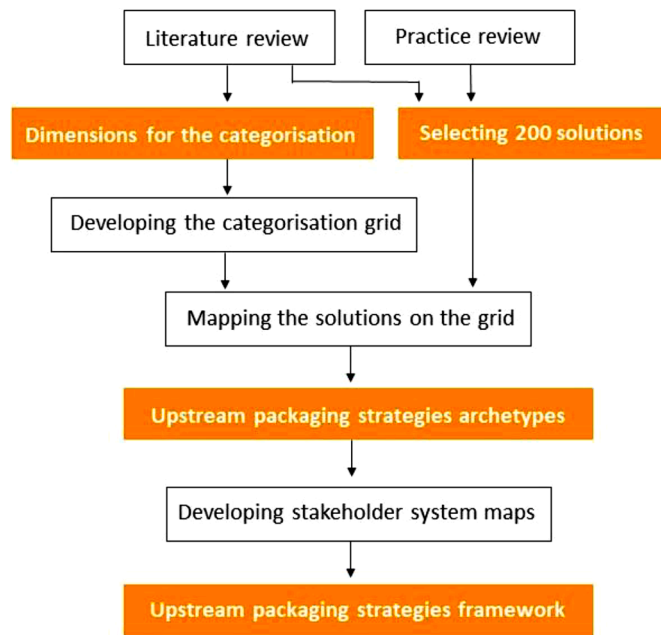 Literature review
Practice review
Dimensions for the categorisation
Selecting 200 solutions
Developing the categorisation grid
Mapping the solutions on the grid
Upstream packaging strategies archetypes
Developing stakeholder system maps
Upstream packaging strategies framework